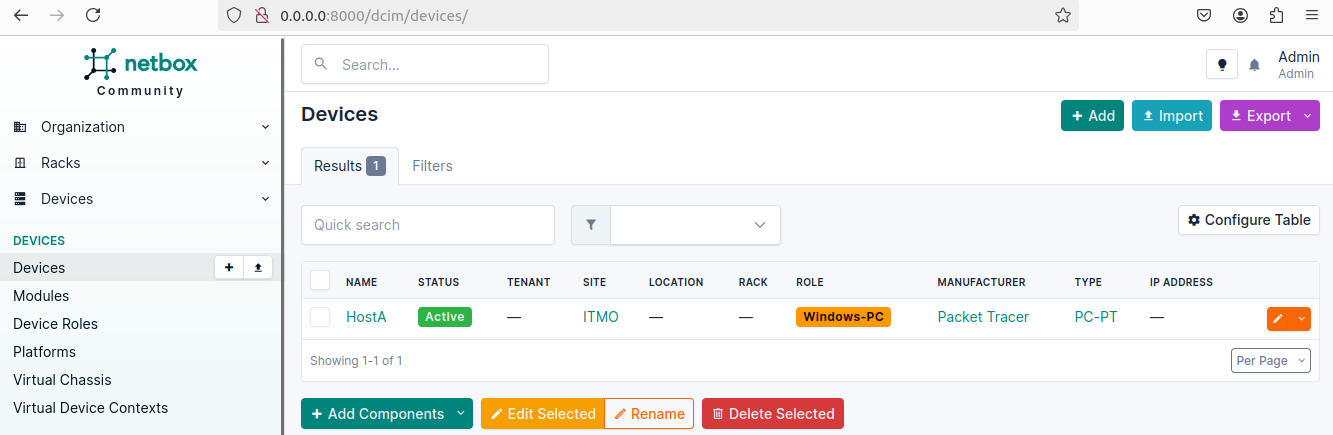 0.0.0.0:8000/dcim/devices/
netbox
Community
Organization
Racks
Devices
DEVICES
Devices
Modules
Device Roles
Platforms
Virtual Chassis
Virtual Device Contexts
Search...
Admin
Admin
Devices
Add Import Export
Results 1 Filters
Quick search
Configure Table
NAME STATUS TENANT SITE LOCATION RACK ROLE MANUFACTURER TYPE IP ADDRESS
HostA Active — ITMO — — Windows-PC Packet Tracer PC-PT —
Showing 1-1 of 1
Per Page
Add Components Edit Selected Rename Delete Selected